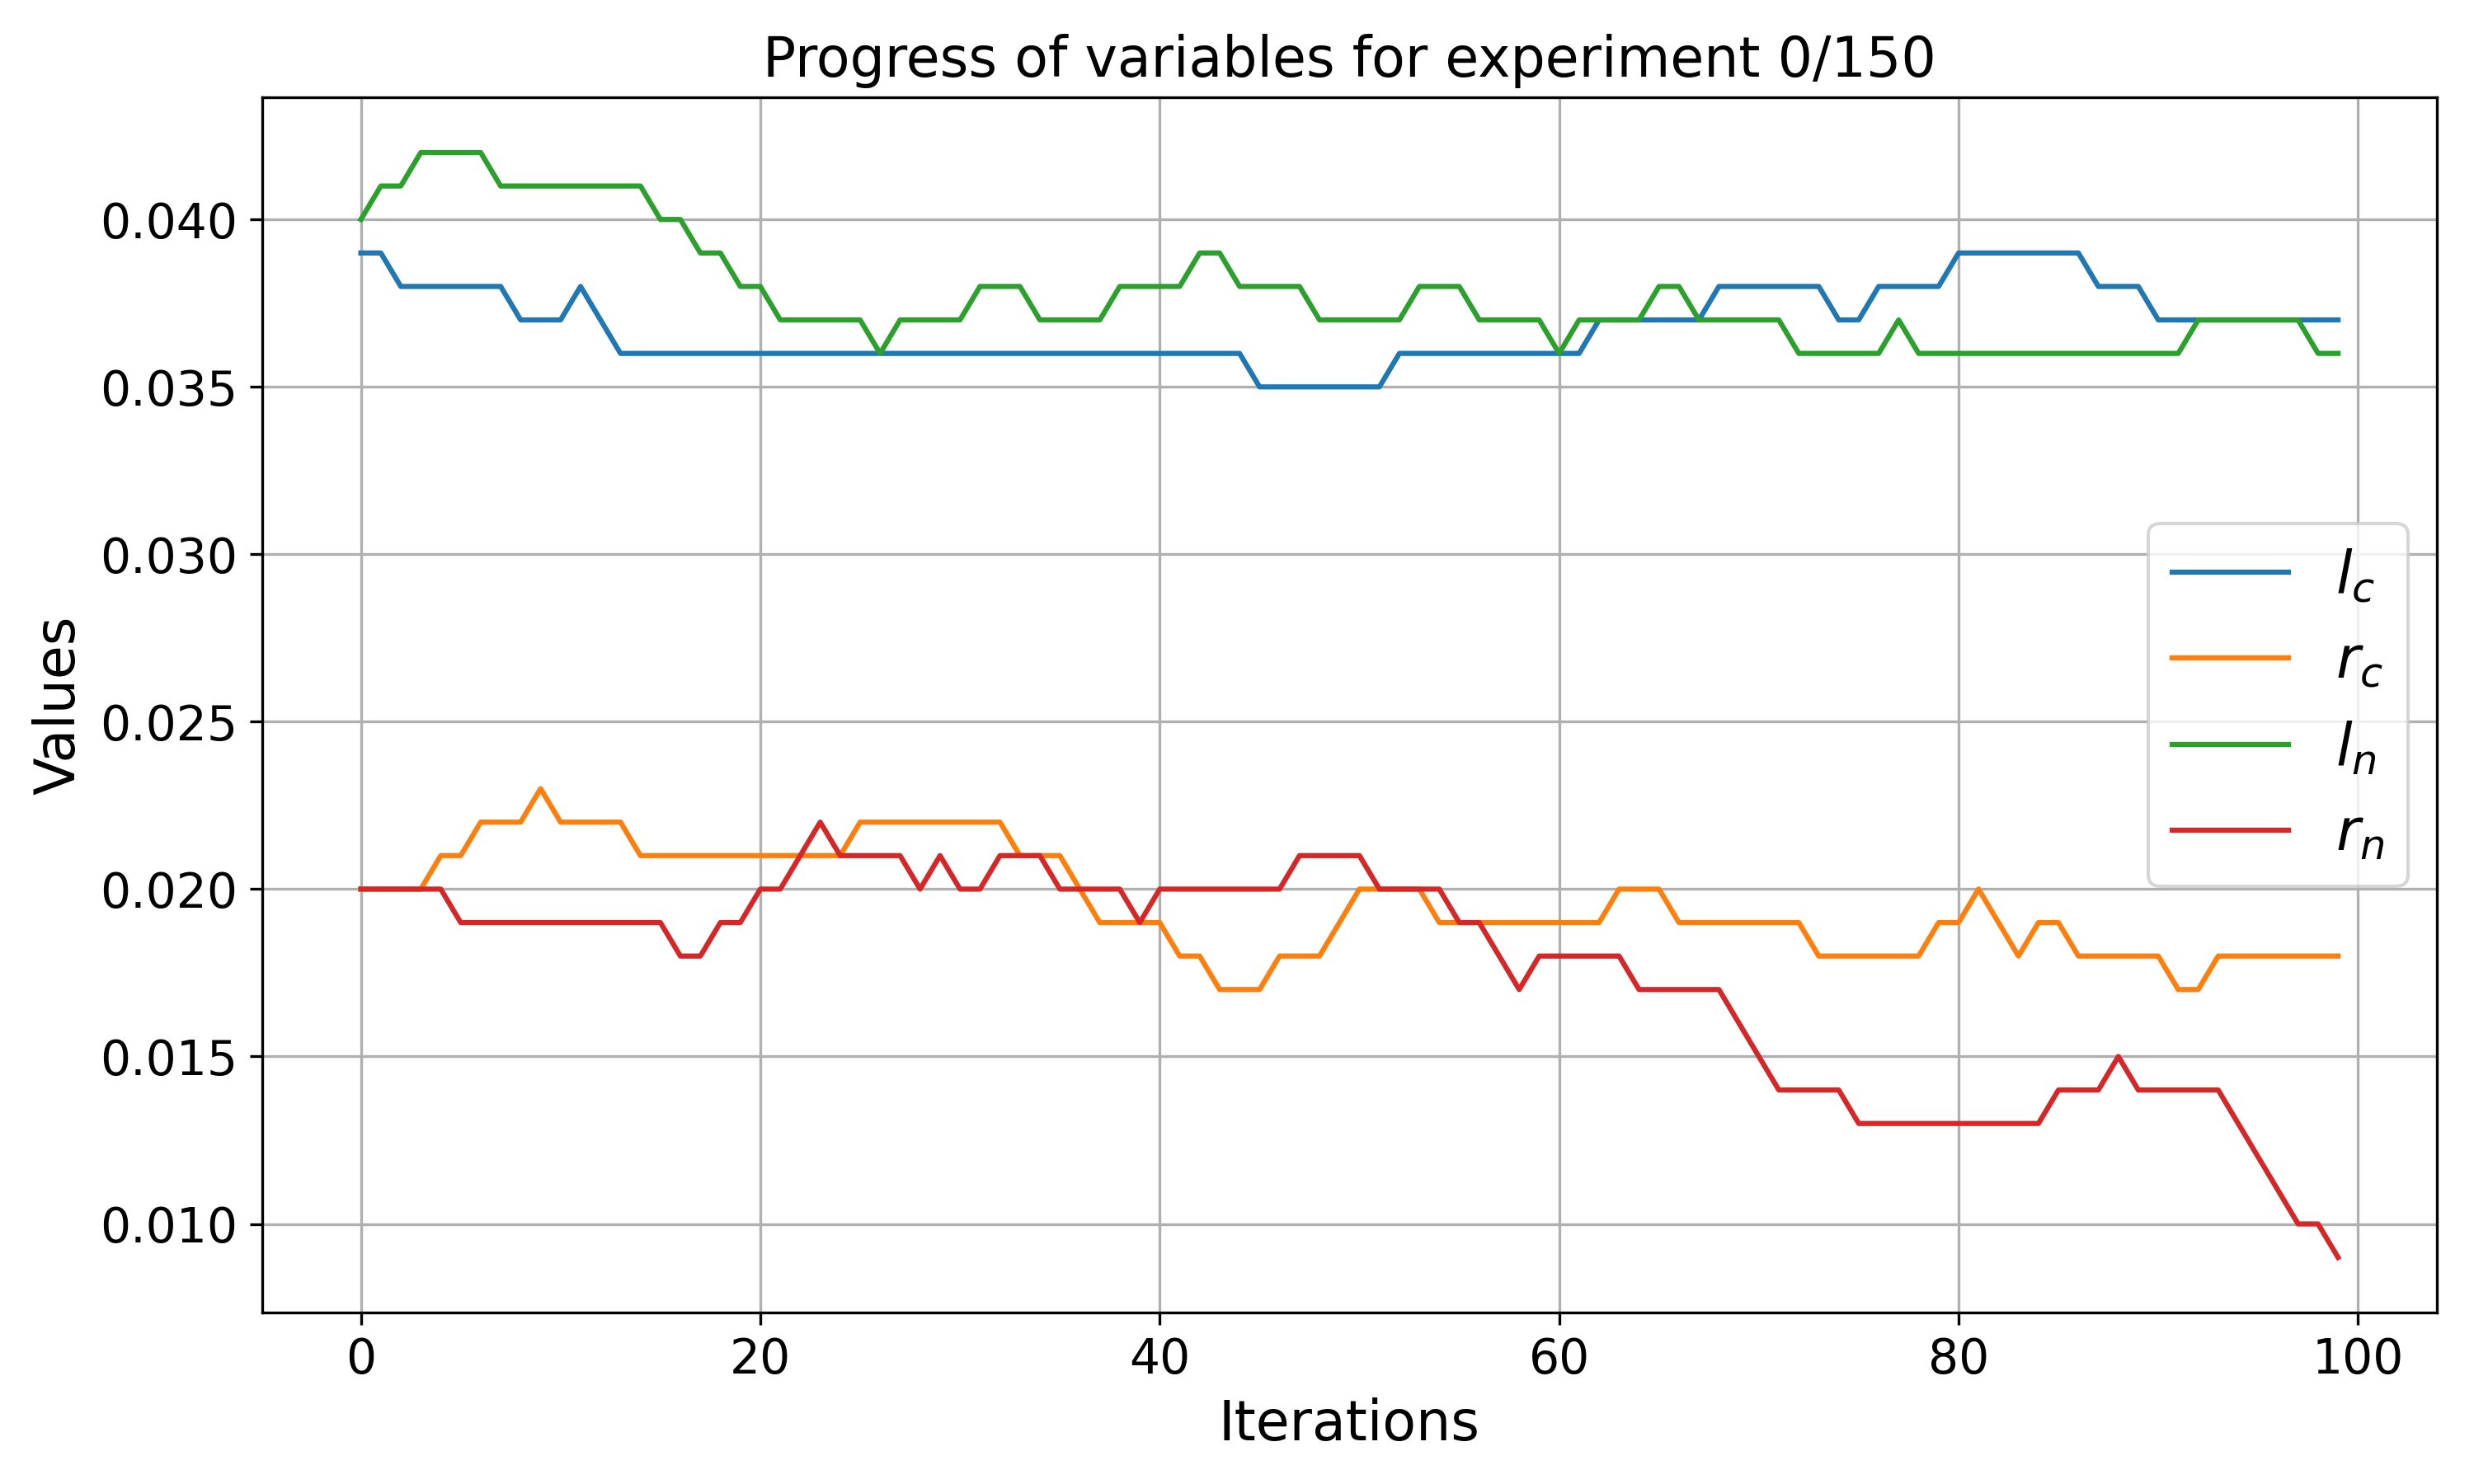 Progress of variables for experiment 0/150
Values
0.040
0.035
0.030
0.025
0.020
0.015
0.010
l_c
r_c
l_n
r_n
0 20 40 60 80 100
Iterations